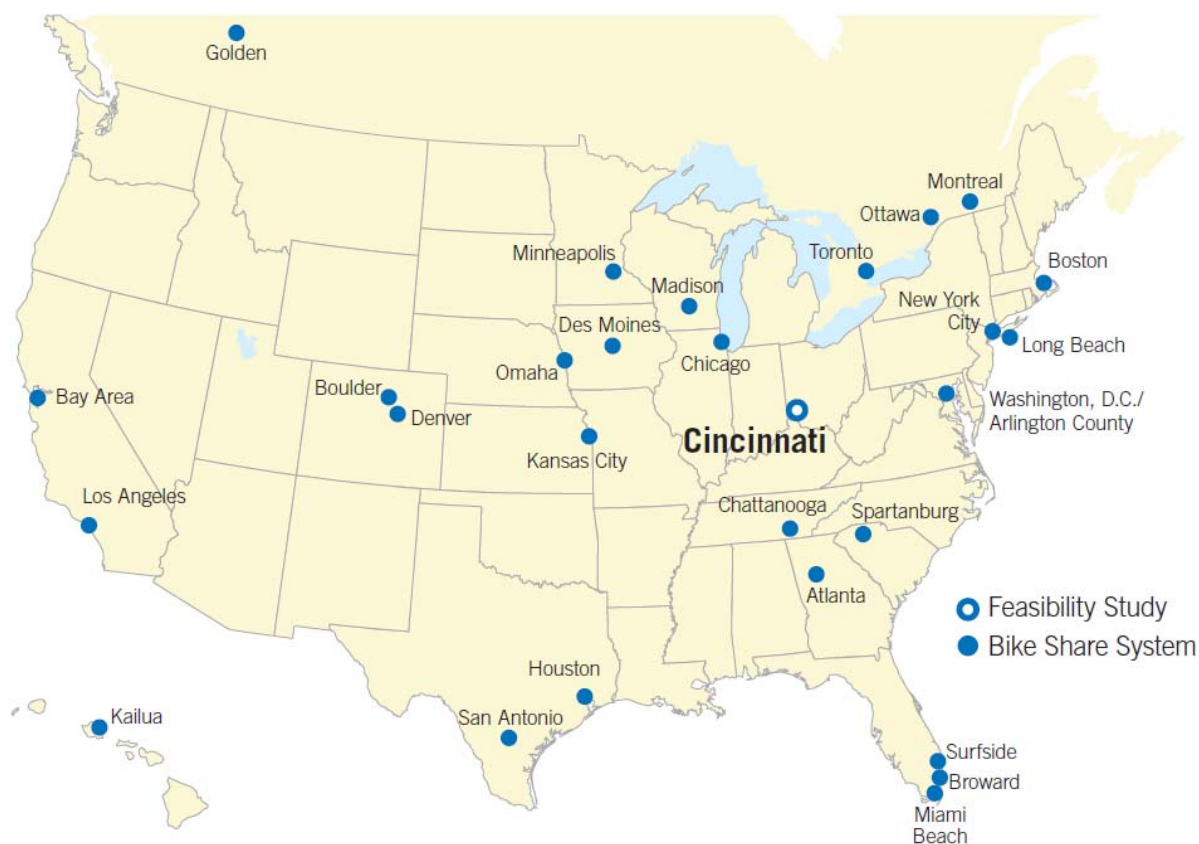 Golden
Montreal
Ottawa
Minneapolis
Toronto
Boston
Madison
New York
City
Des Moines
Long Beach
Chicago
Omaha
Boulder
Bay Area
Denver
Washington, D.C./
Arlington County
Cincinnati
Kansas City
Los Angeles
Chattanooga
Spartanburg
Atlanta
Feasibility Study
Bike Share System
Houston
San Antonio
Kailua
Surfside
Broward
Miami
Beach